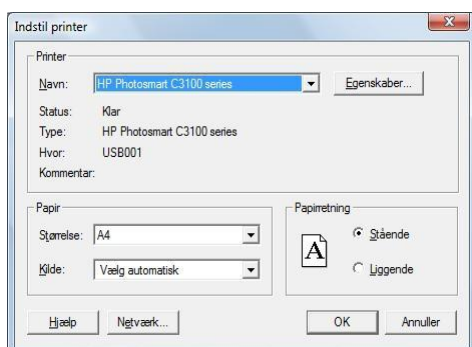 Indstil printer
Printer
Navn: HP Photosmart C3100 series Egenskaber...
Status: Klar
Type: HP Photosmart C3100 series
Hvor: USB001
Kommentar:
Papir
Størrelse: A4
Kilde: Vælg automatisk
Papirretning
A
Stående
Liggende
Hjælp Netværk... OK Annuller